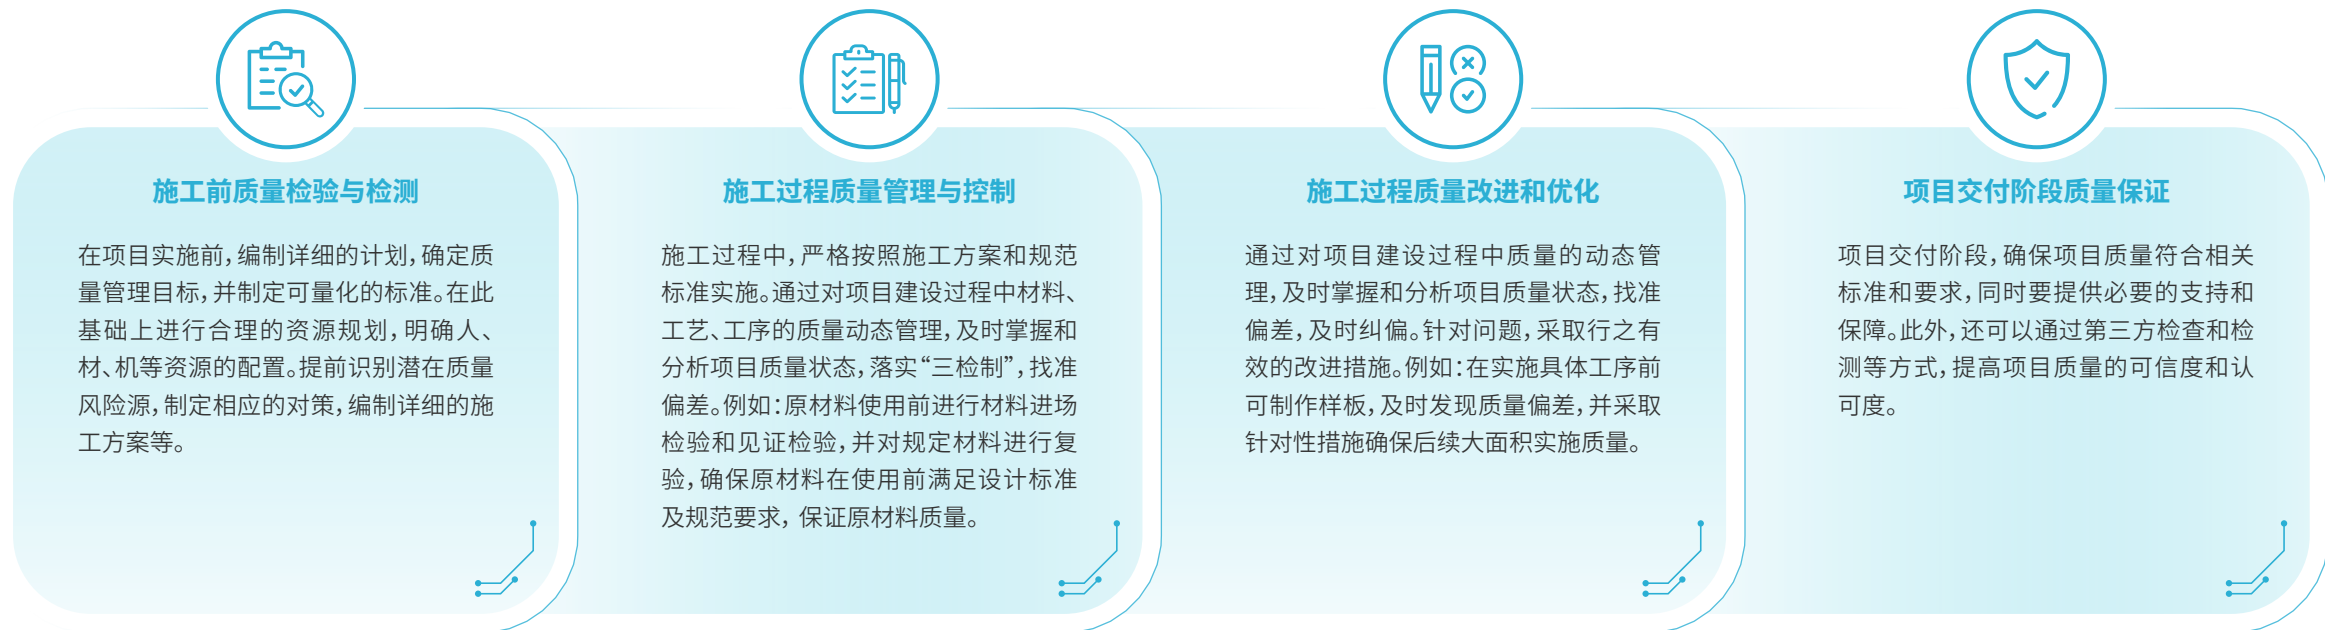 施工前质量检验与检测
在项目实施前,编制详细的计划,确定质
量管理目标,并制定可量化的标准。在此
基础上进行合理的资源规划,明确人、
材、机等资源的配置。提前识别潜在质量
风险源,制定相应的对策,编制详细的施
工方案等。
施工过程质量管理与控制
施工过程中,严格按照施工方案和规范
标准实施。通过对项目建设过程中材料、
工艺、工序的质量动态管理,及时掌握和
分析项目质量状态,落实“三检制”,找准
偏差。例如:原材料使用前进行材料进场
检验和见证检验,并对规定材料进行复
验,确保原材料在使用前满足设计标准
及规范要求, 保证原材料质量。
施工过程质量改进和优化
通过对项目建设过程中质量的动态管
理,及时掌握和分析项目质量状态,找准
偏差,及时纠偏。针对问题,采取行之有
效的改进措施。例如:在实施具体工序前
可制作样板,及时发现质量偏差,并采取
针对性措施确保后续大面积实施质量。
项目交付阶段质量保证
项目交付阶段,确保项目质量符合相关
标准和要求,同时要提供必要的支持和
保障。此外,还可以通过第三方检查和检
测等方式,提高项目质量的可信度和认
可度。